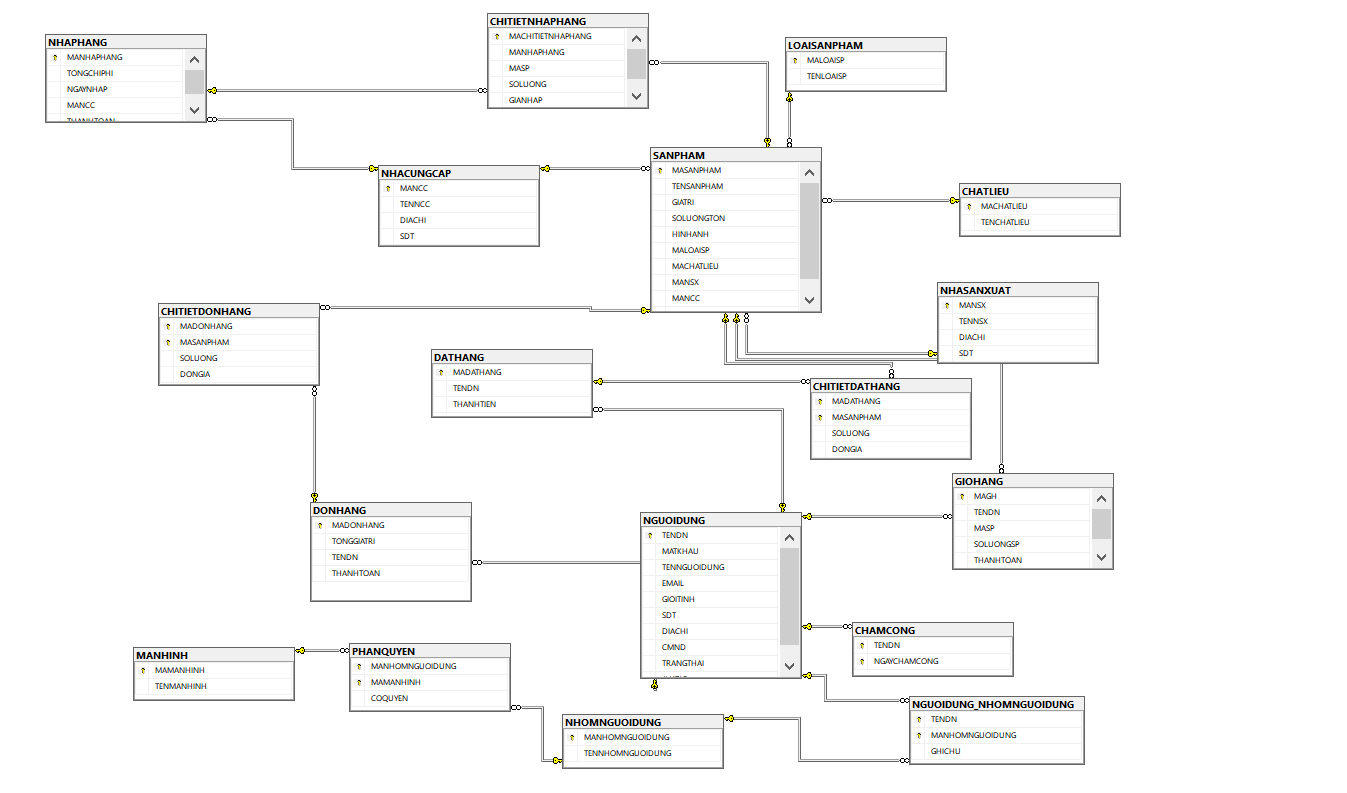 NHAPHANG
MANHAPHANG
TONGCHIPHI
NGAYNHAP
MANCC
THANHTOAN
CHITIETNHAPHANG
MACHITIETNHAPHANG
MANHAPHANG
MASP
SOLUONG
GIANHAP
LOAISANPHAM
MALOAISP
TENLOAISP
NHACUNGCAP
MANCC
TENNCC
DIACHI
SDT
SANPHAM
MASANPHAM
TENSANPHAM
GIATRI
SOLUONGTON
HINHANH
MALOAISP
MACHATLIEU
MANSX
MANCC
CHATLIEU
MACHATLIEU
TENCHATLIEU
NHASANXUAT
MANSX
TENNSX
DIACHI
SDT
CHITIETDONHANG
MADONHANG
MASANPHAM
SOLUONG
DONGIA
DATHANG
MADATHANG
TENDN
THANHTIEN
CHITIETDATHANG
MADATHANG
MASANPHAM
SOLUONG
DONGIA
GIOHANG
MAGH
TENDN
MASP
SOLUONGSP
THANHTOAN
DONHANG
MADONHANG
TONGGIATRI
TENDN
THANHTOAN
NGUOIDUNG
TENDN
MATKHAU
TENNGUOIDUNG
EMAIL
GIOITINH
SDT
DIACHI
CMND
TRANGTHAI
CHAMCONG
TENDN
NGAYCHAMCONG
MANHINH
MAMANHINH
TENMANHINH
PHANQUYEN
MANHOMNGUOIDUNG
MAMANHINH
COQUYEN
NHOMNGUOIDUNG
MANHOMNGUOIDUNG
TENNHOMNGUOIDUNG
NGUOIDUNG_NHOMNGUOIDUNG
TENDN
MANHOMNGUOIDUNG
GHICHU